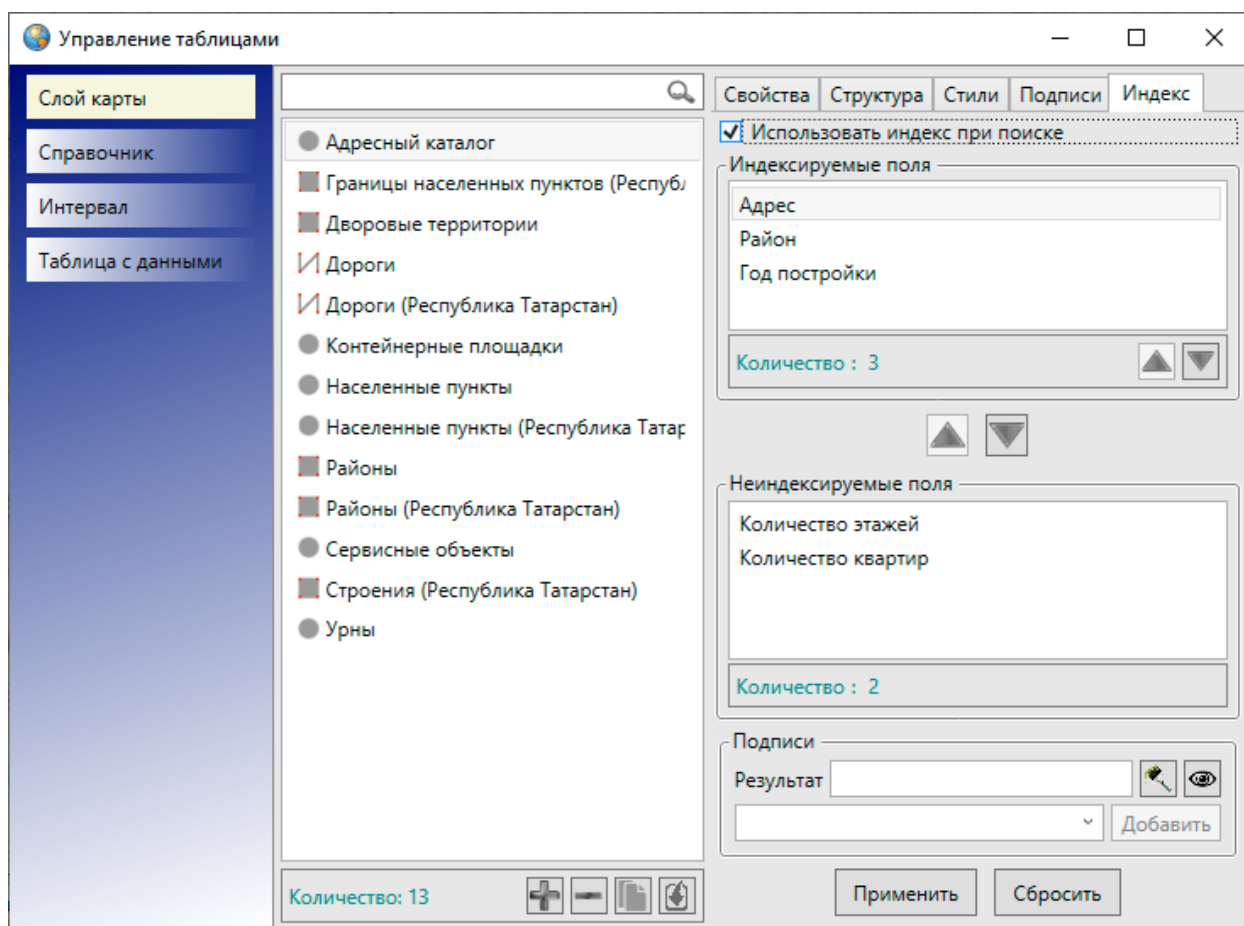 Управление таблицами
Слой карты
Справочник
Интервал
Таблица с данными
Адресный каталог
Границы населенных пунктов (Респуб
Дворовые территории
Дороги
Дороги (Республика Татарстан)
Контейнерные площадки
Населенные пункты
Населенные пункты (Республика Татар
Районы
Районы (Республика Татарстан)
Сервисные объекты
Строения (Республика Татарстан)
Урны
Количество: 13
Свойства Структура Стили Подписи Индекс
Использовать индекс при поиске
Индексируемые поля
Адрес
Район
Год постройки
Количество : 3
Неиндексируемые поля
Количество этажей
Количество квартир
Количество : 2
Подписи
Результат
Добавить
Применить Сбросить